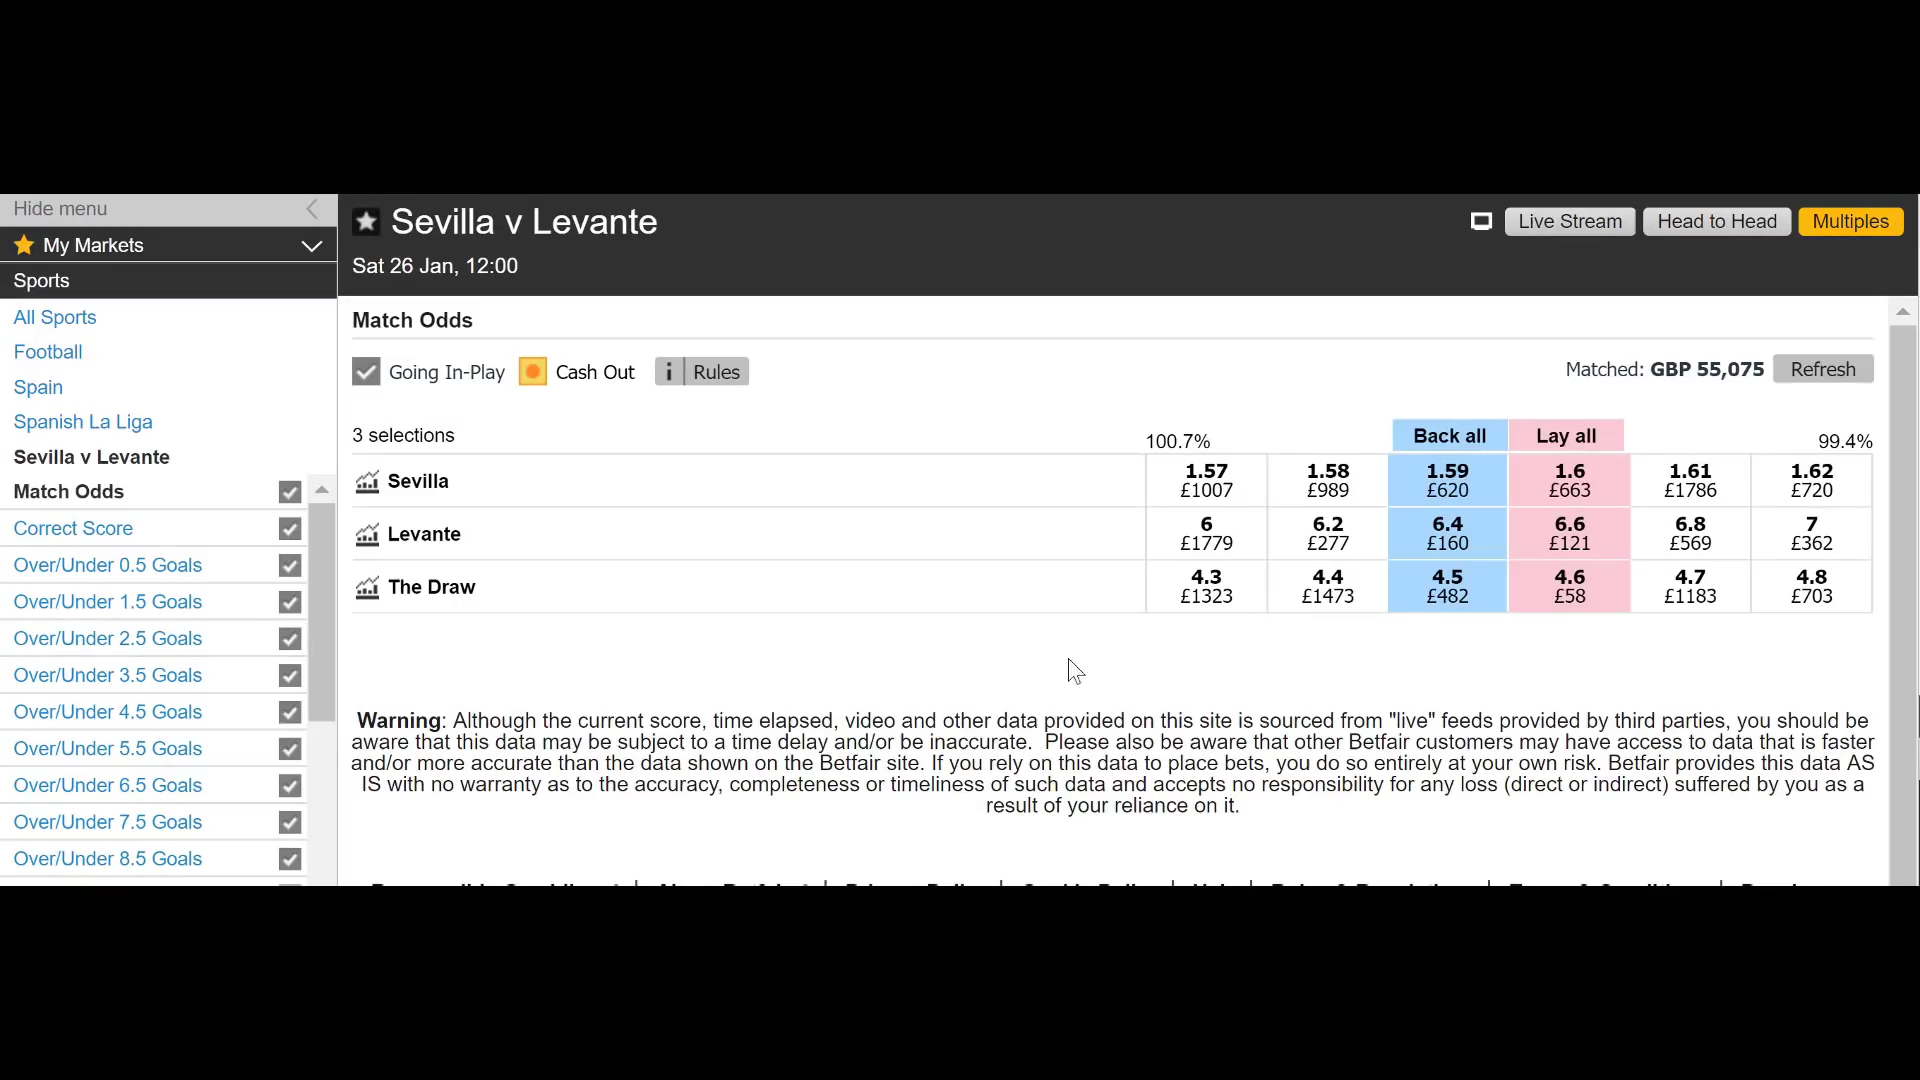 Hide menu
My Markets
Sports
All Sports
Football
Spain
Spanish La Liga
Sevilla v Levante
Match Odds
Correct Score
Over/Under 0.5 Goals
Over/Under 1.5 Goals
Over/Under 2.5 Goals
Over/Under 3.5 Goals
Over/Under 4.5 Goals
Over/Under 5.5 Goals
Over/Under 6.5 Goals
Over/Under 7.5 Goals
Over/Under 8.5 Goals
Sevilla v Levante
Live Stream Head to Head Multiples
Sat 26 Jan, 12:00
Match Odds
Going In-Play Cash Out i Rules
Matched: GBP 55,075 Refresh
3 selections 100.7% Back all Lay all 99.4%
Sevilla 1.57 1.58 1.59 1.6 1.61 1.62
£1007 £989 £620 £663 £1786 £720
Levante 6 6.2 6.4 6.6 6.8 7
£1779 £277 £160 £121 £569 £362
The Draw 4.3 4.4 4.5 4.6 4.7 4.8
£1323 £1473 £482 £58 £1183 £703
Warning: Although the current score, time elapsed, video and other data provided on this site is sourced from "live" feeds provided by third parties, you should be
aware that this data may be subject to a time delay and/or be inaccurate. Please also be aware that other Betfair customers may have access to data that is faster
and/or more accurate than the data shown on the Betfair site. If you rely on this data to place bets, you do so entirely at your own risk. Betfair provides this data AS
IS with no warranty as to the accuracy, completeness or timeliness of such data and accepts no responsibility for any loss (direct or indirect) suffered by you as a
result of your reliance on it.